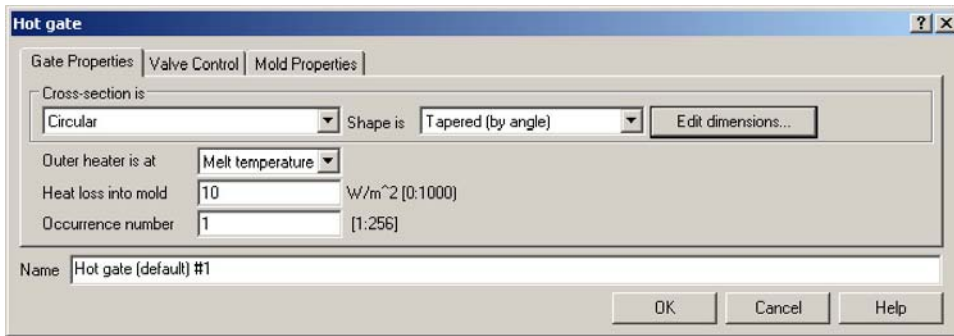 Hot gate
Gate Properties Valve Control Mold Properties
Cross-section is
Circular Shape is Tapered (by angle) Edit dimensions...
Outer heater is at Melt temperature
Heat loss into mold 10 W/m^2 [0:1000)
Occurrence number 1 [1:256]
Name Hot gate (default) #1
OK Cancel Help